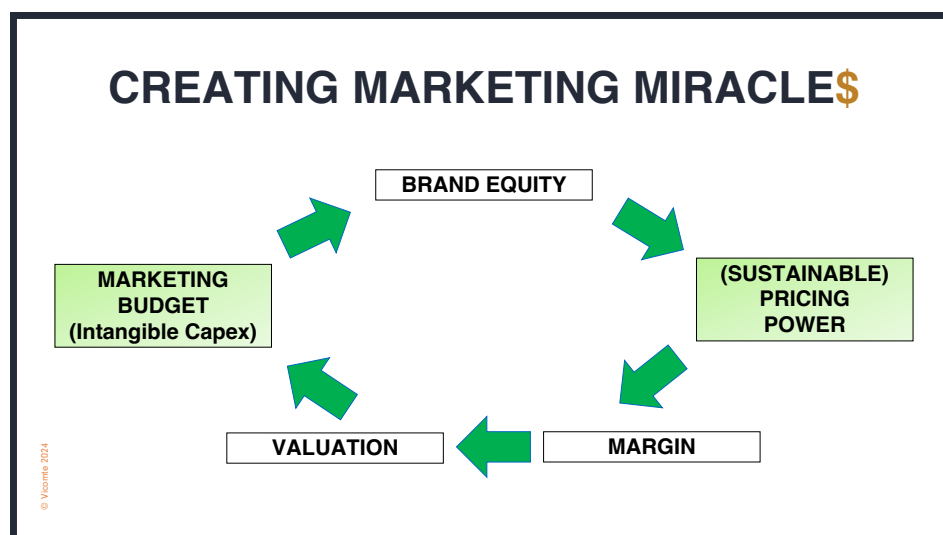 CREATING MARKETING MIRACLE$
BRAND EQUITY
MARKETING
BUDGET
(Intangible Capex)
(SUSTAINABLE)
PRICING
POWER
VALUATION
MARGIN
© Vicomte 2024